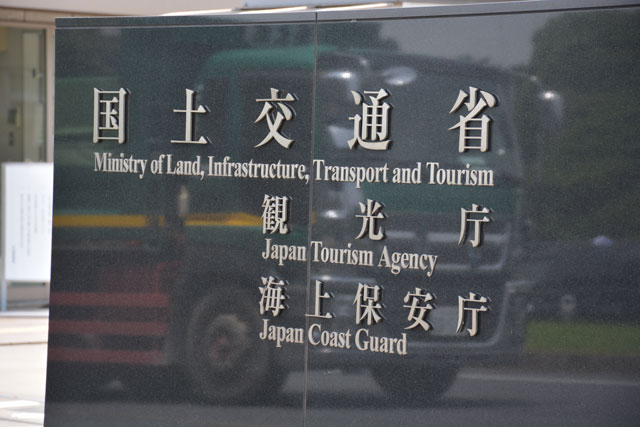 国土交通省
Ministry of Land, Infrastructure, Transport and Tourism
観光庁
Japan Tourism Agency
海上保安庁
Japan Coast Guard